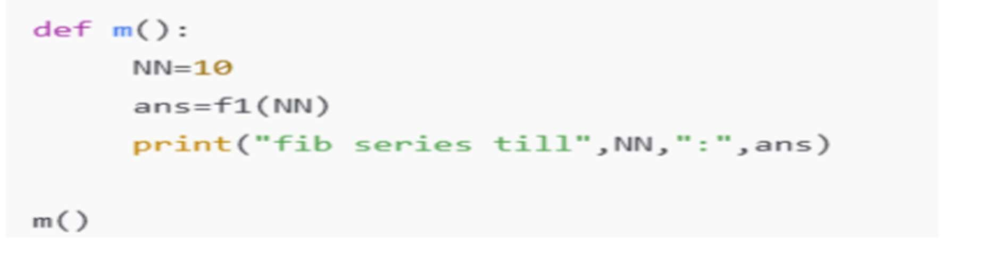 def m():
     NN=10
     ans=f1(NN)
     print("fib series till",NN,":",ans)

m()